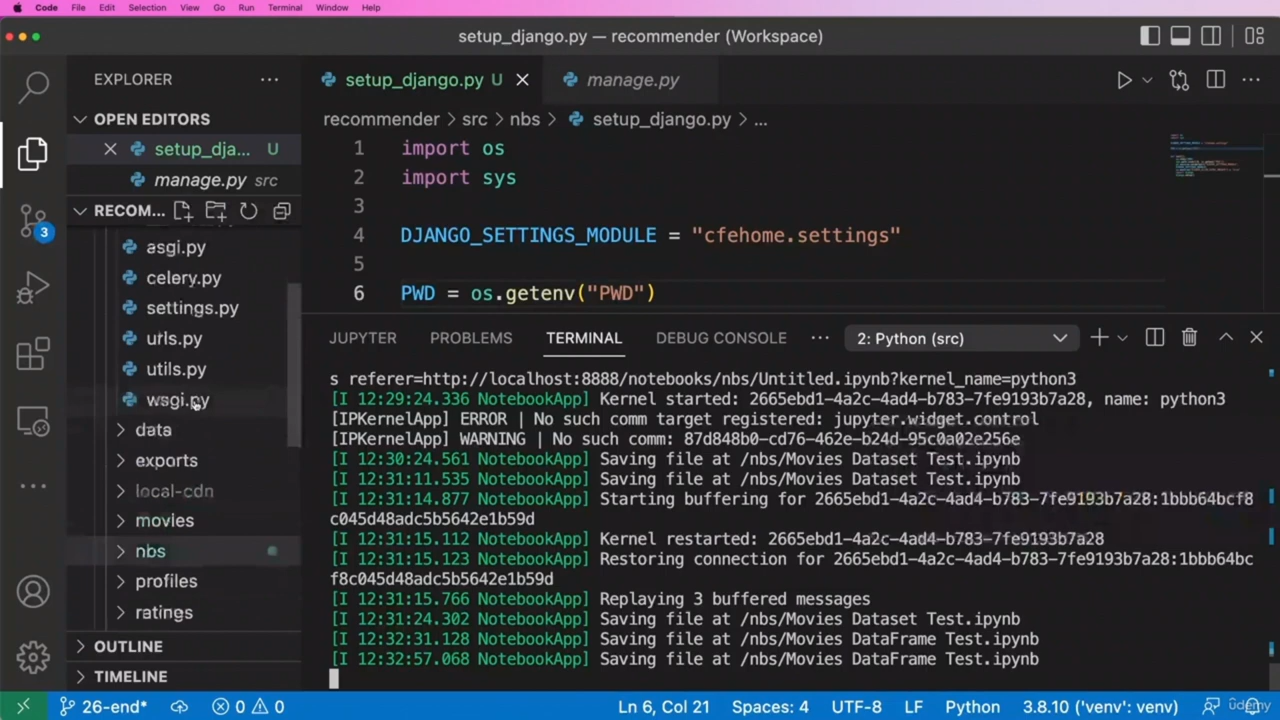 Code File Edit Selection View Go Run Terminal Window Help
setup_django.py — recommender (Workspace)
EXPLORER
setup_django.py U
manage.py
OPEN EDITORS
setup_dja... U
manage.py src
RECOM...
asgi.py
celery.py
settings.py
urls.py
utils.py
wsgi.py
data
exports
local-cdn
movies
nbs
profiles
ratings
OUTLINE
TIMELINE
3
recommender > src > nbs > setup_django.py > ...
1 import os
2 import sys
3
4 DJANGO_SETTINGS_MODULE = "cfehome.settings"
5
6 PWD = os.getenv("PWD")
JUPYTER PROBLEMS TERMINAL DEBUG CONSOLE ... 2: Python (src)
s referer=http://localhost:8888/notebooks/nbs/Untitled.ipynb?kernel_name=python3
[I 12:29:24.336 NotebookApp] Kernel started: 2665ebd1-4a2c-4ad4-b783-7fe9193b7a28, name: python3
[IPKernelApp] ERROR | No such comm target registered: jupyter.widget.control
[IPKernelApp] WARNING | No such comm: 87d848b0-cd76-462e-b24d-95c0a02e256e
[I 12:30:24.561 NotebookApp] Saving file at /nbs/Movies Dataset Test.ipynb
[I 12:31:11.535 NotebookApp] Saving file at /nbs/Movies Dataset Test.ipynb
[I 12:31:14.877 NotebookApp] Starting buffering for 2665ebd1-4a2c-4ad4-b783-7fe9193b7a28:1bbb64bcf8
c045d48adc5b5642e1b59d
[I 12:31:15.112 NotebookApp] Kernel restarted: 2665ebd1-4a2c-4ad4-b783-7fe9193b7a28
[I 12:31:15.123 NotebookApp] Restoring connection for 2665ebd1-4a2c-4ad4-b783-7fe9193b7a28:1bbb64bc
f8c045d48adc5b5642e1b59d
[I 12:31:15.766 NotebookApp] Replaying 3 buffered messages
[I 12:31:24.302 NotebookApp] Saving file at /nbs/Movies Dataset Test.ipynb
[I 12:32:31.128 NotebookApp] Saving file at /nbs/Movies DataFrame Test.ipynb
[I 12:32:57.068 NotebookApp] Saving file at /nbs/Movies DataFrame Test.ipynb
26-end* 0 0 Ln 6, Col 21 Spaces: 4 UTF-8 LF Python 3.8.10 ('venv': venv)
udemy